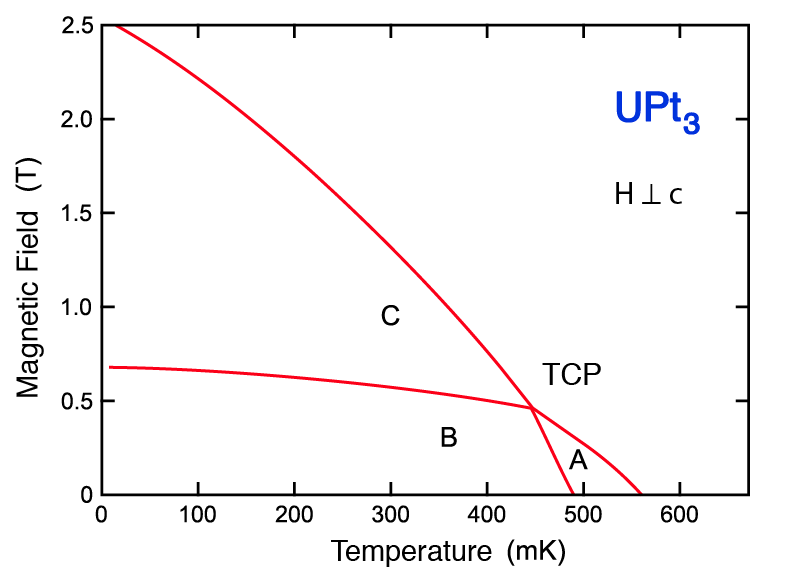 2.5
2.0
1.5
1.0
0.5
0
Magnetic Field (T)
UPt₃
H ⊥ c
C
TCP
B
A
0 100 200 300 400 500 600
Temperature (mK)